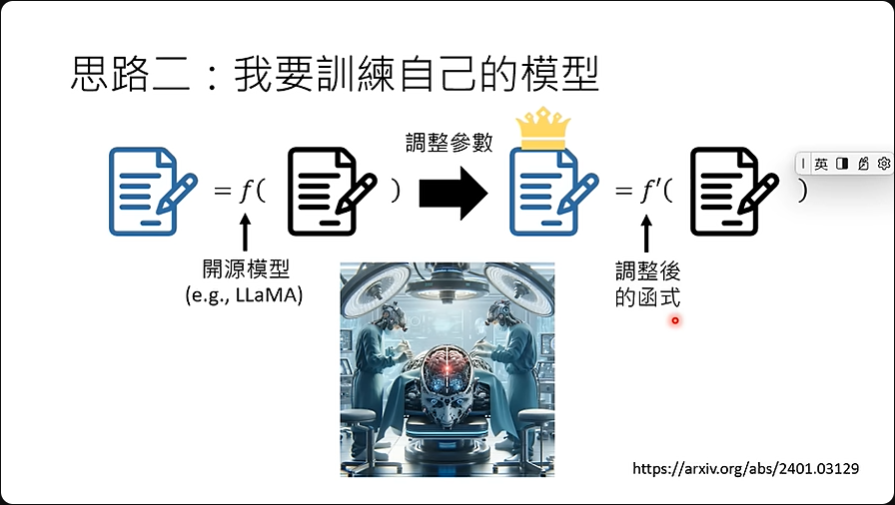 思路二：我要訓練自己的模型
調整參數
= f( )
= f′( )
英
開源模型
(e.g., LLaMA)
調整後
的函式
https://arxiv.org/abs/2401.03129